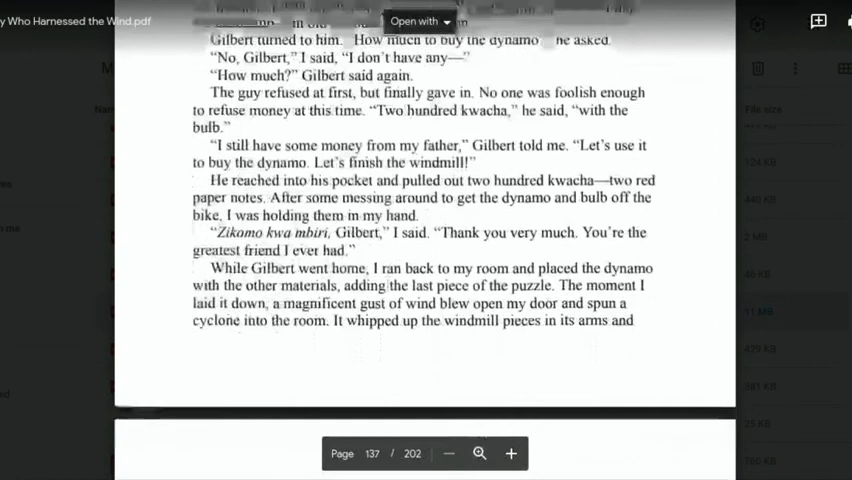 y Who Harnessed the Wind.pdf
Open with
Gilbert turned to him. How much to buy the dynamo he asked.
“No, Gilbert,” I said, “I don’t have any—”
“How much?” Gilbert said again.
The guy refused at first, but finally gave in. No one was foolish enough
to refuse money at this time. “Two hundred kwacha,” he said, “with the
bulb.”
“I still have some money from my father,” Gilbert told me. “Let’s use it
to buy the dynamo. Let’s finish the windmill!”
He reached into his pocket and pulled out two hundred kwacha—two red
paper notes. After some messing around to get the dynamo and bulb off the
bike, I was holding them in my hand.
“Zikomo kwa mbiri, Gilbert,” I said. “Thank you very much. You’re the
greatest friend I ever had.”
While Gilbert went home, I ran back to my room and placed the dynamo
with the other materials, adding the last piece of the puzzle. The moment I
laid it down, a magnificent gust of wind blew open my door and spun a
cyclone into the room. It whipped up the windmill pieces in its arms and
Page 137 / 202
File size
124 KB
440 KB
2 MB
46 KB
11 MB
429 KB
381 KB
25 KB
760 KB